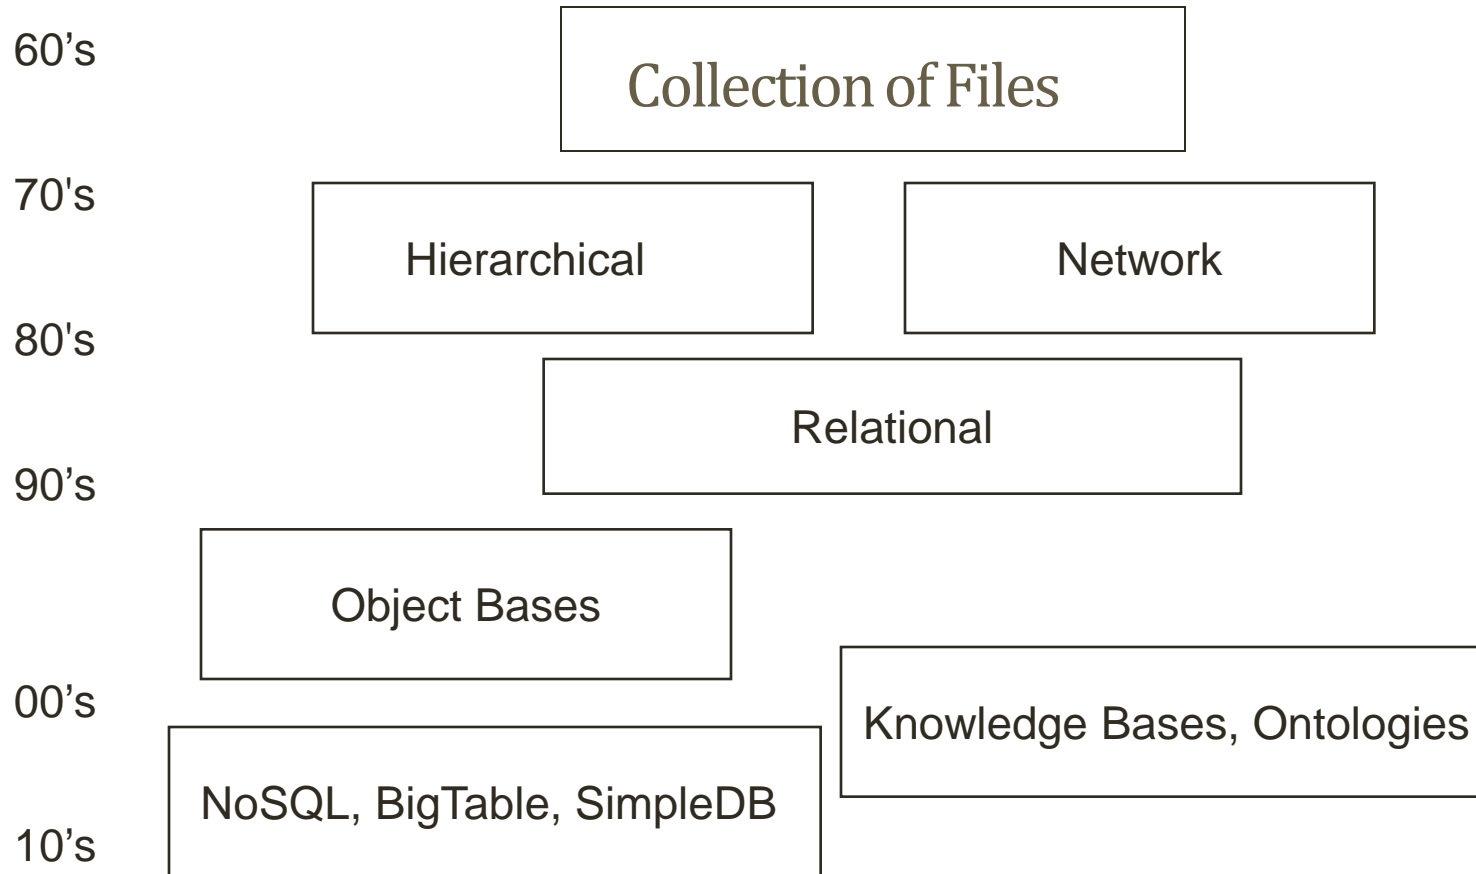 60’s
Collection of Files
70's
Hierarchical
Network
80's
Relational
90’s
Object Bases
00’s
Knowledge Bases, Ontologies
NoSQL, BigTable, SimpleDB
10’s